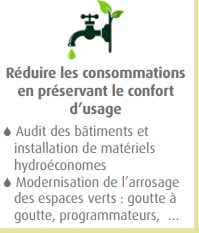 Réduire les consommations
en préservant le confort
d'usage
Audit des bâtiments et
installation de matériels
hydroéconomes
Modernisation de l'arrosage
des espaces verts : goutte à
goutte, programmateurs, ...